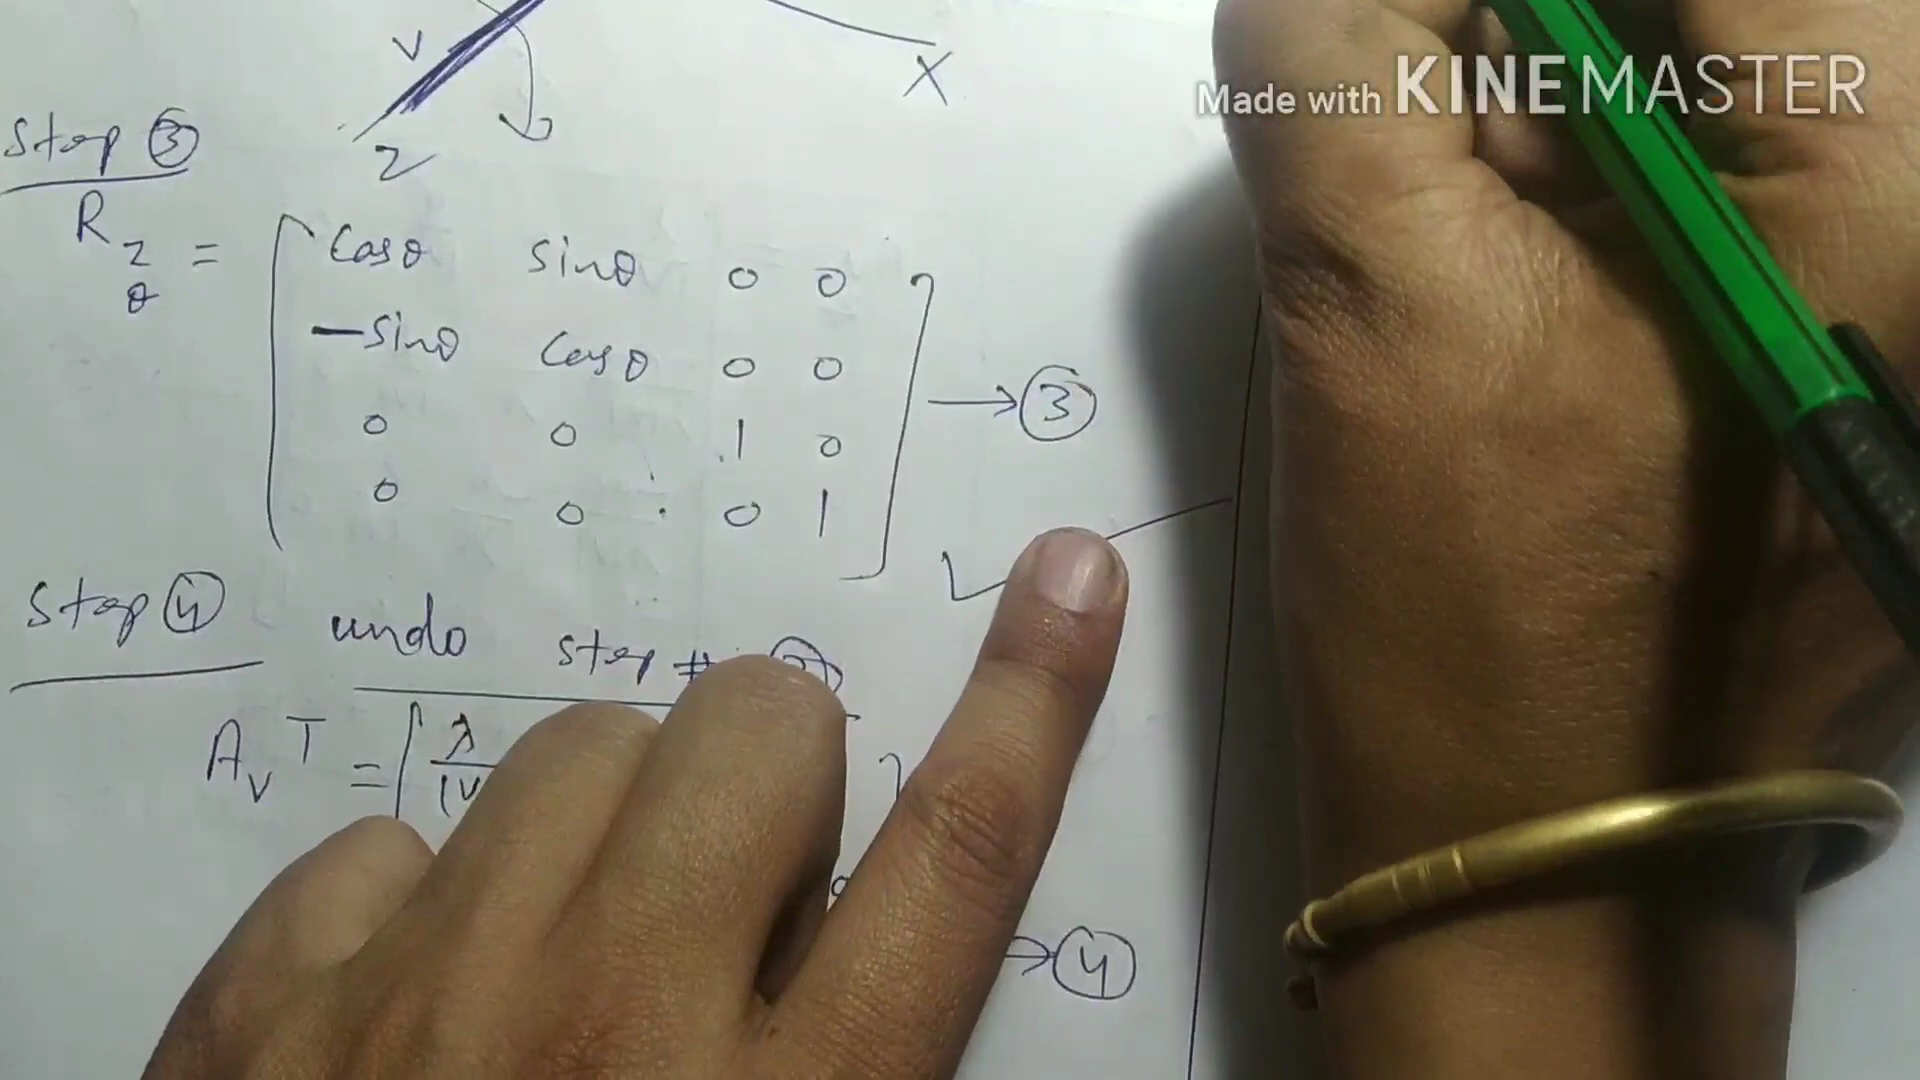 Made with KINEMASTER
V
X
Z
Step ③
R z θ =
Cosθ sinθ 0 0
-sinθ Cosθ 0 0
0 0 1 0
0 0 0 1
→ ③
Step ④ undo step #
A_V T = λ
→ ④